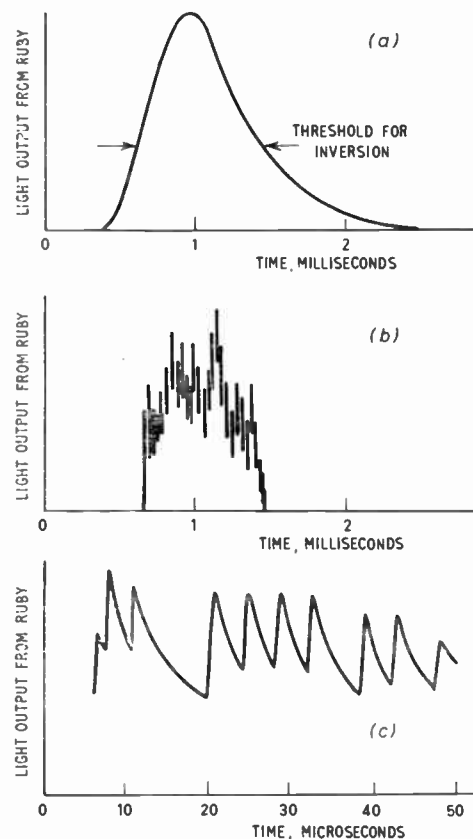 LIGHT OUTPUT FROM RUBY
(a)
THRESHOLD FOR
INVERSION
0
1
2
TIME, MILLISECONDS
LIGHT OUTPUT FROM RUBY
(b)
0
1
2
TIME, MILLISECONDS
LIGHT OUTPUT FROM RUBY
(c)
0
10
20
30
40
50
TIME, MICROSECONDS